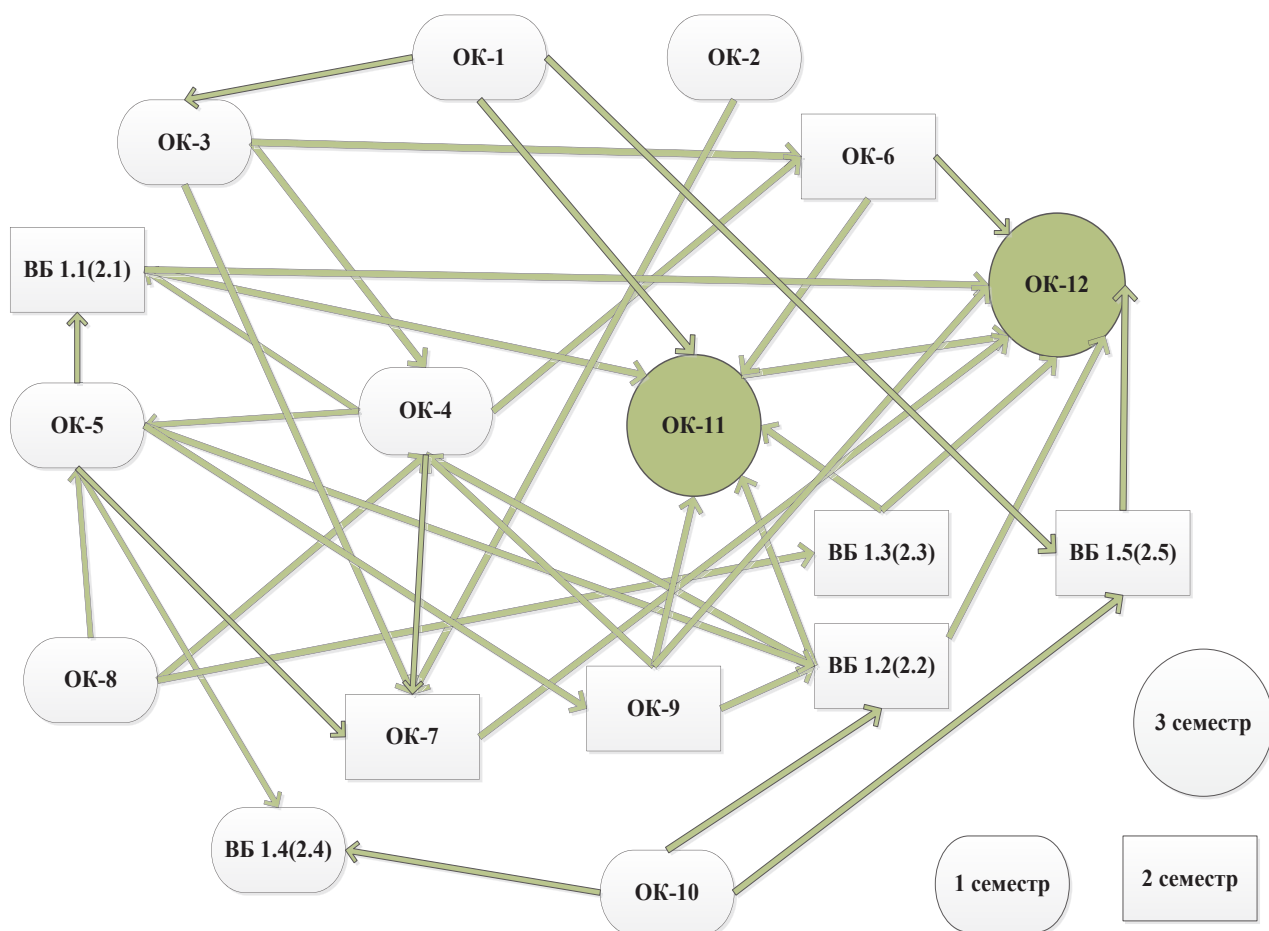 ОК-1
ОК-2
ОК-3
ОК-6
ВБ 1.1(2.1)
ОК-12
ОК-4
ОК-5
ОК-11
ВБ 1.3(2.3)
ВБ 1.5(2.5)
ОК-8
ВБ 1.2(2.2)
ОК-9
ОК-7
3 семестр
ВБ 1.4(2.4)
ОК-10
1 семестр
2 семестр